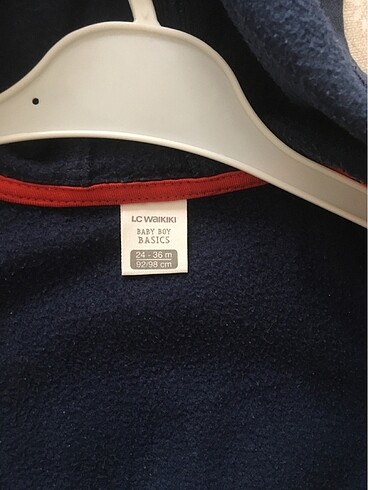 LC WAIKIKI
BABY BOY
BASICS
24 - 36 m
92/98 cm